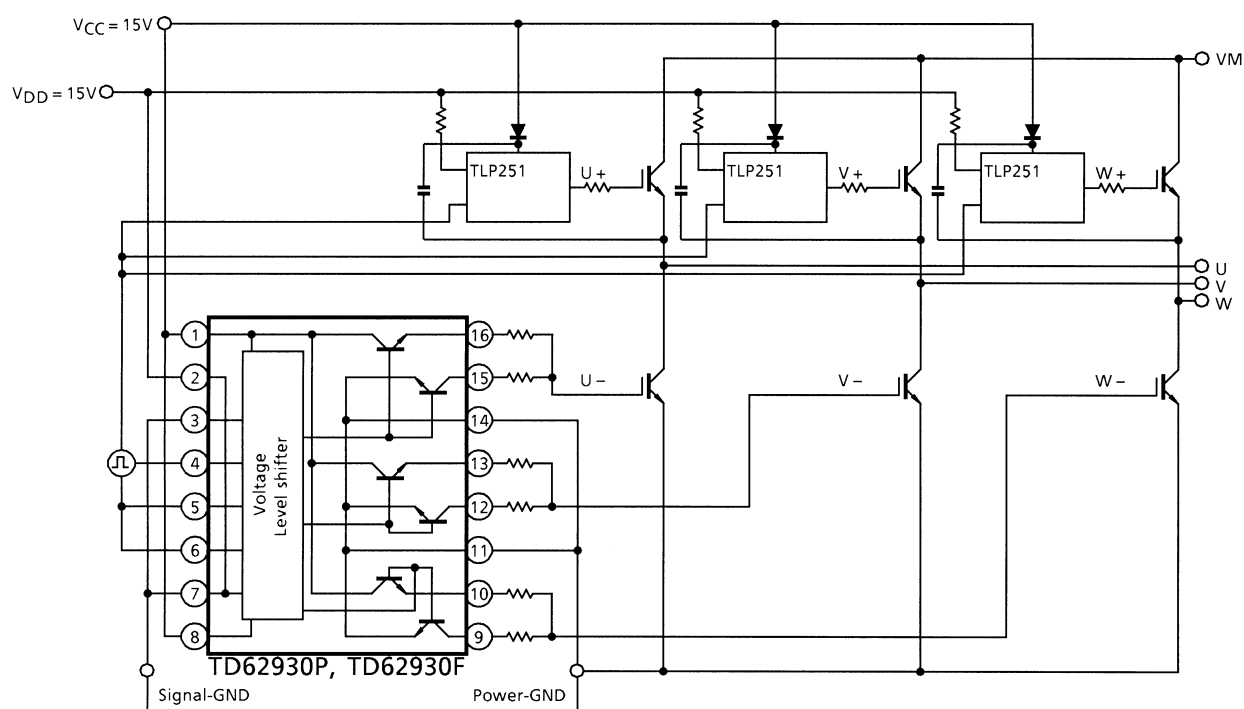 VCC = 15V
VM
VDD = 15V
TLP251
U +
TLP251
V +
TLP251
W +
U
V
W
1
16
2
15
U −
V −
W −
3
14
Voltage
Level shifter
4
13
5
12
6
11
7
10
8
9
TD62930P, TD62930F
Signal-GND
Power-GND